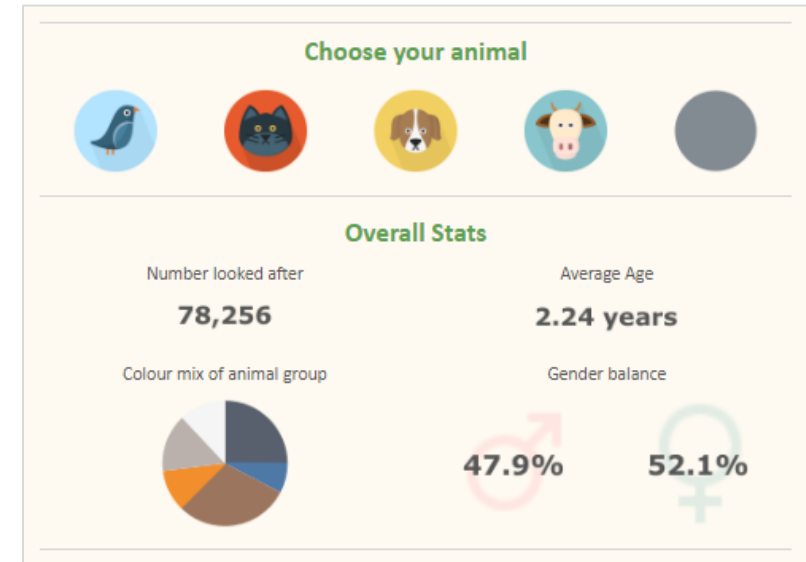 Choose your animal
Overall Stats
Number looked after
Average Age
78,256
2.24 years
Colour mix of animal group
Gender balance
47.9%
52.1%